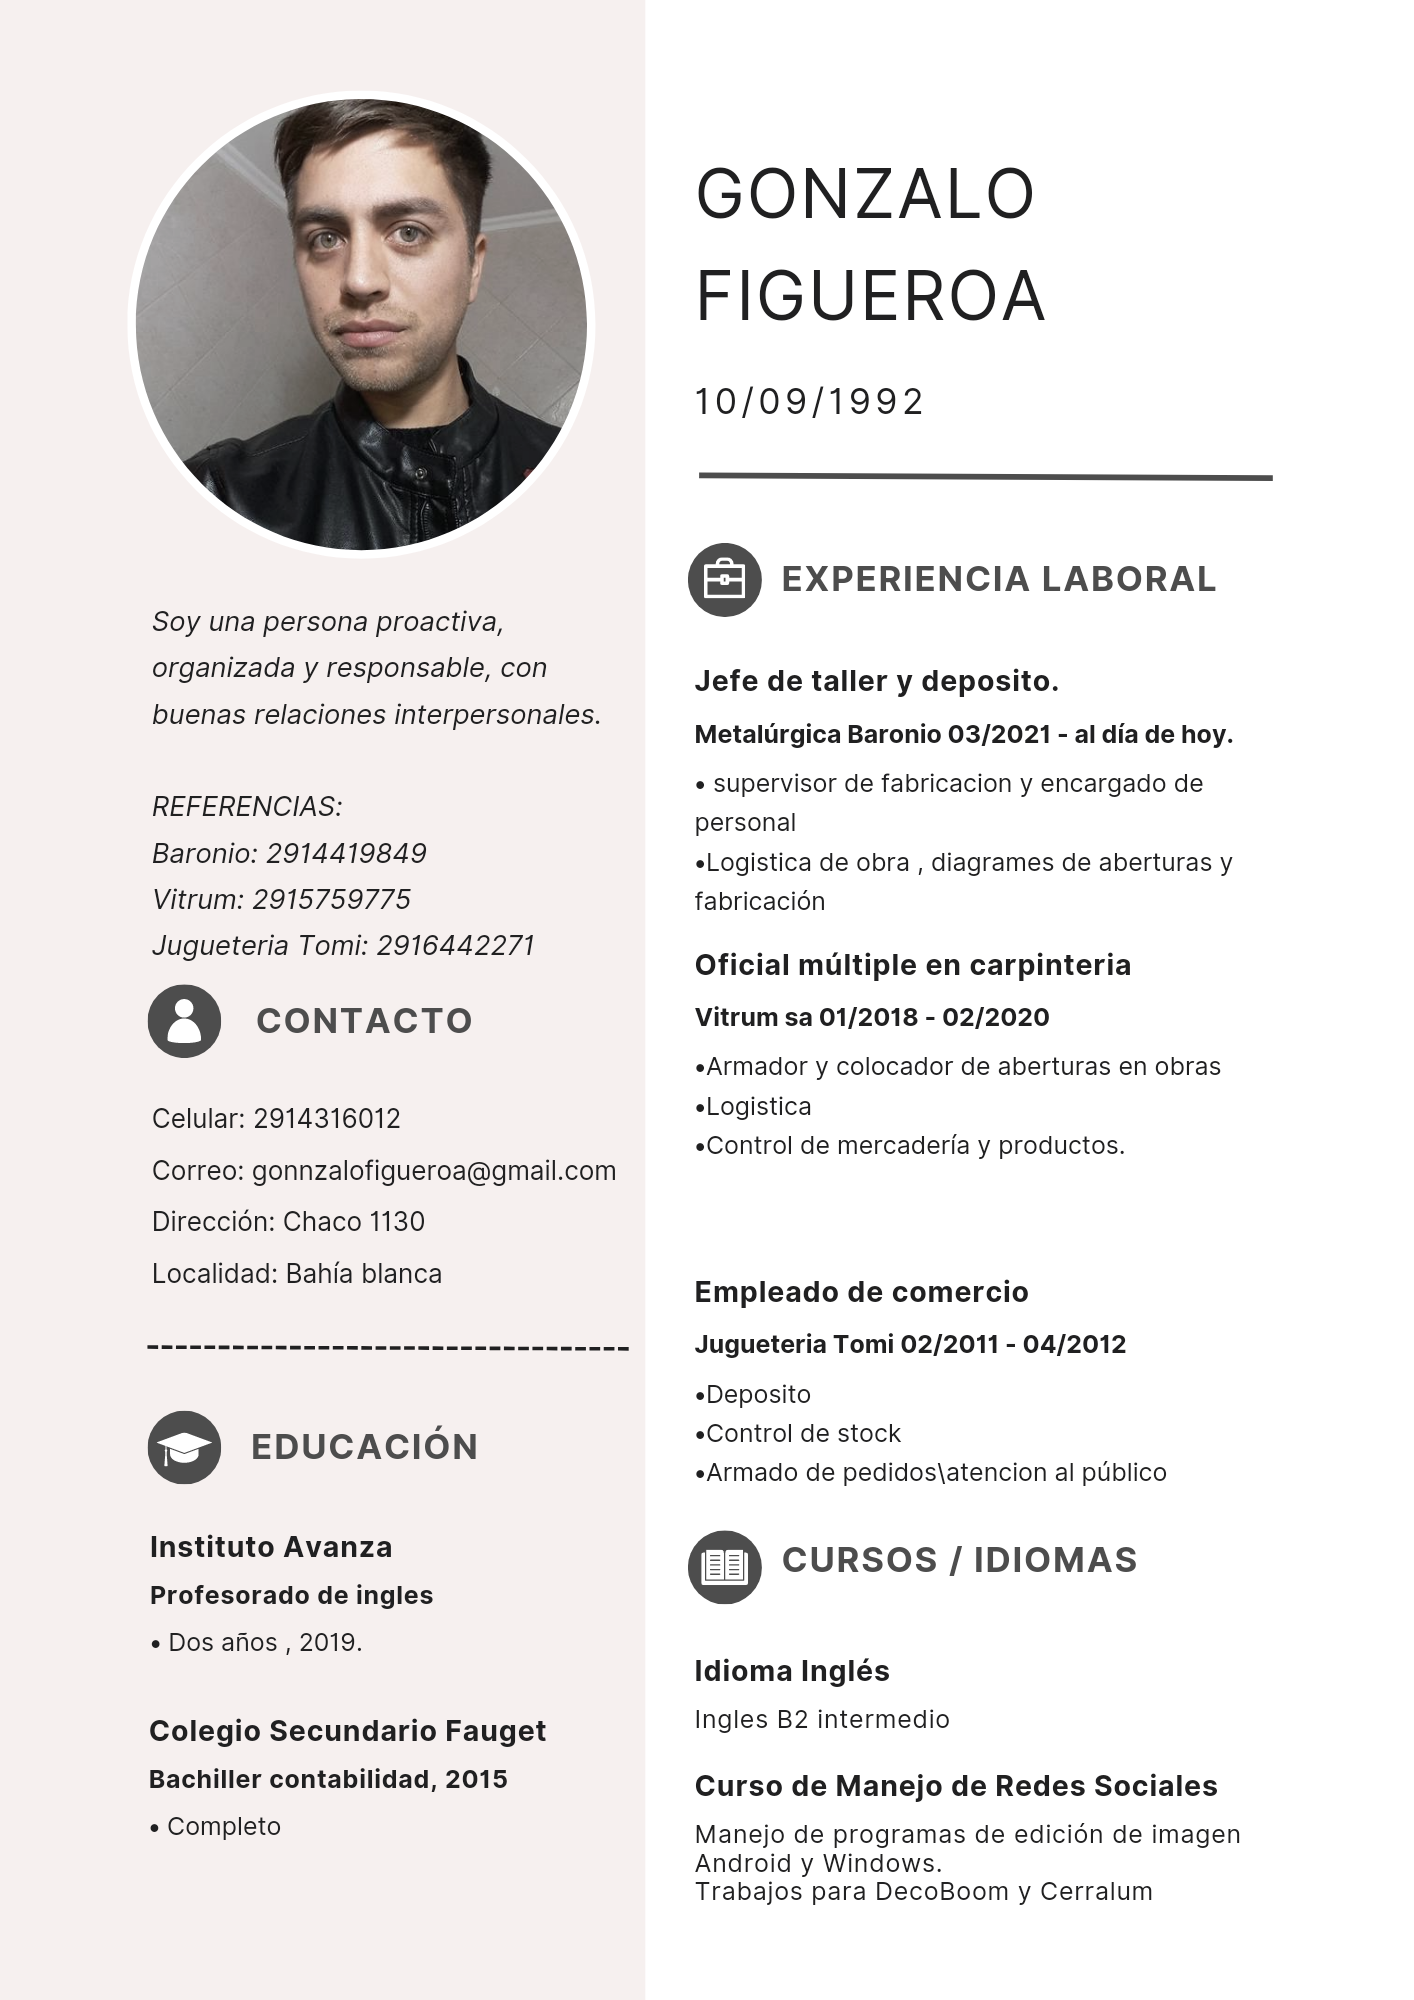 Soy una persona proactiva,
organizada y responsable, con
buenas relaciones interpersonales.
REFERENCIAS:
Baronio: 2914419849
Vitrum: 2915759775
Jugueteria Tomi: 2916442271
CONTACTO
Celular: 2914316012
Correo: gonnzalofigueroa@gmail.com
Dirección: Chaco 1130
Localidad: Bahía blanca
EDUCACIÓN
Instituto Avanza
Profesorado de ingles
• Dos años , 2019.
Colegio Secundario Fauget
Bachiller contabilidad, 2015
• Completo
GONZALO
FIGUEROA
10/09/1992
EXPERIENCIA LABORAL
Jefe de taller y deposito.
Metalúrgica Baronio 03/2021 - al día de hoy.
• supervisor de fabricacion y encargado de
personal
•Logistica de obra , diagrames de aberturas y
fabricación
Oficial múltiple en carpinteria
Vitrum sa 01/2018 - 02/2020
•Armador y colocador de aberturas en obras
•Logistica
•Control de mercadería y productos.
Empleado de comercio
Jugueteria Tomi 02/2011 - 04/2012
•Deposito
•Control de stock
•Armado de pedidos\atencion al público
CURSOS / IDIOMAS
Idioma Inglés
Ingles B2 intermedio
Curso de Manejo de Redes Sociales
Manejo de programas de edición de imagen
Android y Windows.
Trabajos para DecoBoom y Cerralum